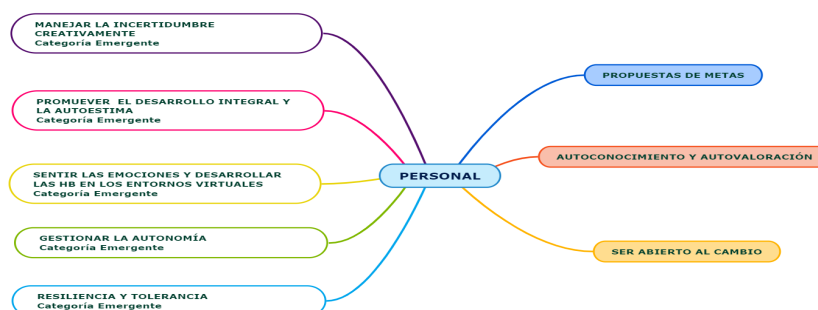 MANEJAR LA INCERTIDUMBRE
CREATIVAMENTE
Categoría Emergente
PROMUEVER EL DESARROLLO INTEGRAL Y
LA AUTOESTIMA
Categoría Emergente
SENTIR LAS EMOCIONES Y DESARROLLAR
LAS HB EN LOS ENTORNOS VIRTUALES
Categoría Emergente
GESTIONAR LA AUTONOMÍA
Categoría Emergente
RESILIENCIA Y TOLERANCIA
Categoría Emergente
PERSONAL
PROPUESTAS DE METAS
AUTOCONOCIMIENTO Y AUTOVALORACIÓN
SER ABIERTO AL CAMBIO